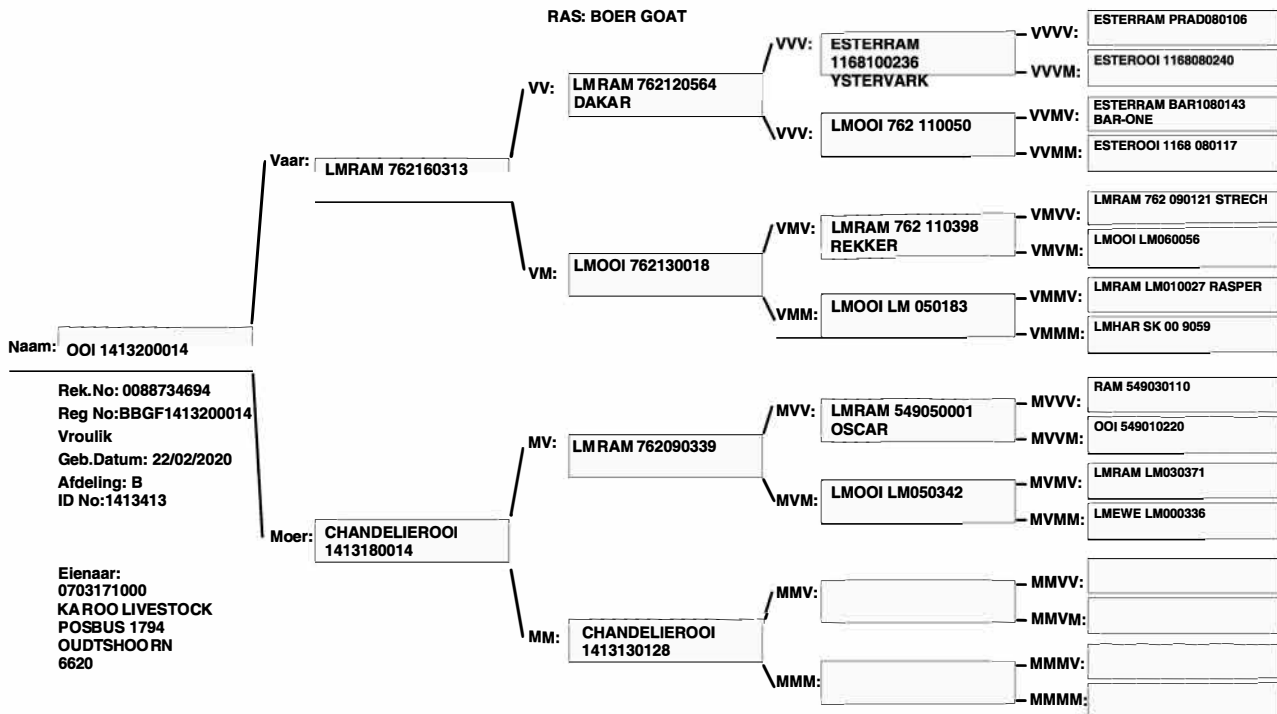 RAS: BOER GOAT
Naam: OOI 1413200014
Rek.No: 0088734694
Reg No:BBGF1413200014
Vroulik
Geb.Datum: 22/02/2020
Afdeling: B
ID No:1413413
Eienaar:
0703171000
KAROO LIVESTOCK
POSBUS 1794
OUDTSHOORN
6620
Vaar: LMRAM 762160313
Moer: CHANDELIEROOI
1413180014
VV: LMRAM 762120564
DAKAR
VM: LMOOI 762130018
MV: LMRAM 762090339
MM: CHANDELIEROOI
1413130128
VVV: ESTERRAM
1168100236
YSTERVARK
VVV: LMOOI 762 110050
VMV: LMRAM 762 110398
REKKER
VMM: LMOOI LM 050183
MVV: LMRAM 549050001
OSCAR
MVM: LMOOI LM050342
MMV:
MMM:
VVVV: ESTERRAM PRAD080106
VVVM: ESTEROOI 1168080240
VVMV: ESTERRAM BAR1080143
BAR-ONE
VVMM: ESTEROOI 1168 080117
VMVV: LMRAM 762 090121 STRECH
VMVM: LMOOI LM060056
VMMV: LMRAM LM010027 RASPER
VMMM: LMHAR SK 00 9059
MVVV: RAM 549030110
MVVM: OOI 549010220
MVMV: LMRAM LM030371
MVMM: LMEWE LM000336
MMVV:
MMVM:
MMMV:
MMMM: